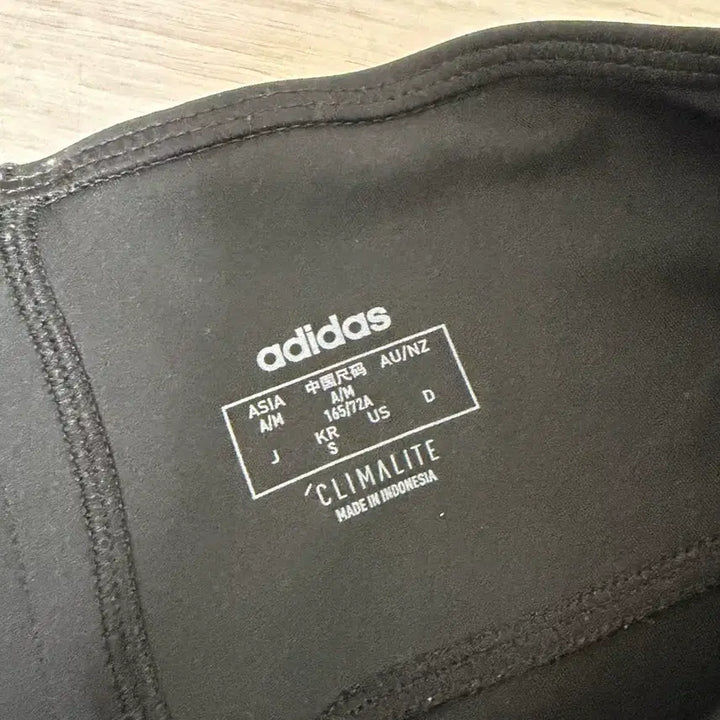 adidas
ASIA 中国尺码 AU/NZ
A/M A/M
165/72A
J KR US D
S
'CLIMALITE
MADE IN INDONESIA